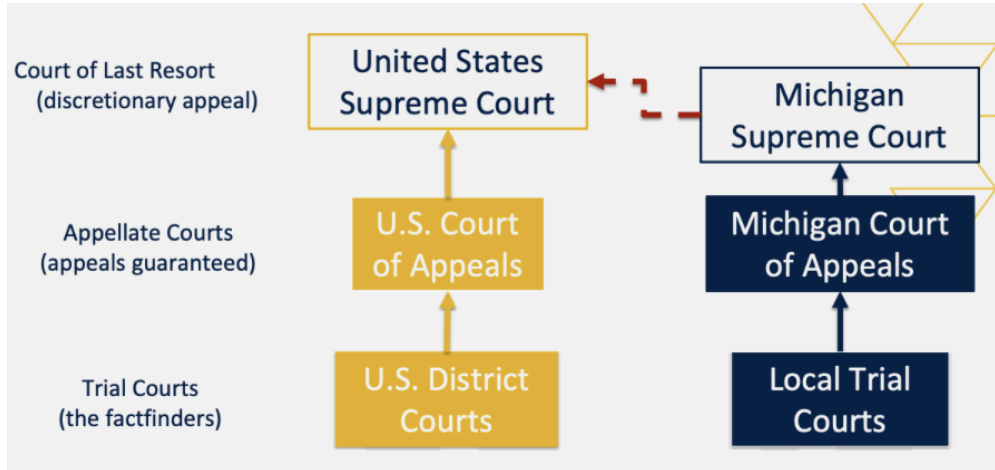 Court of Last Resort
(discretionary appeal)
United States
Supreme Court
Michigan
Supreme Court
Appellate Courts
(appeals guaranteed)
U.S. Court
of Appeals
Michigan Court
of Appeals
Trial Courts
(the factfinders)
U.S. District
Courts
Local Trial
Courts